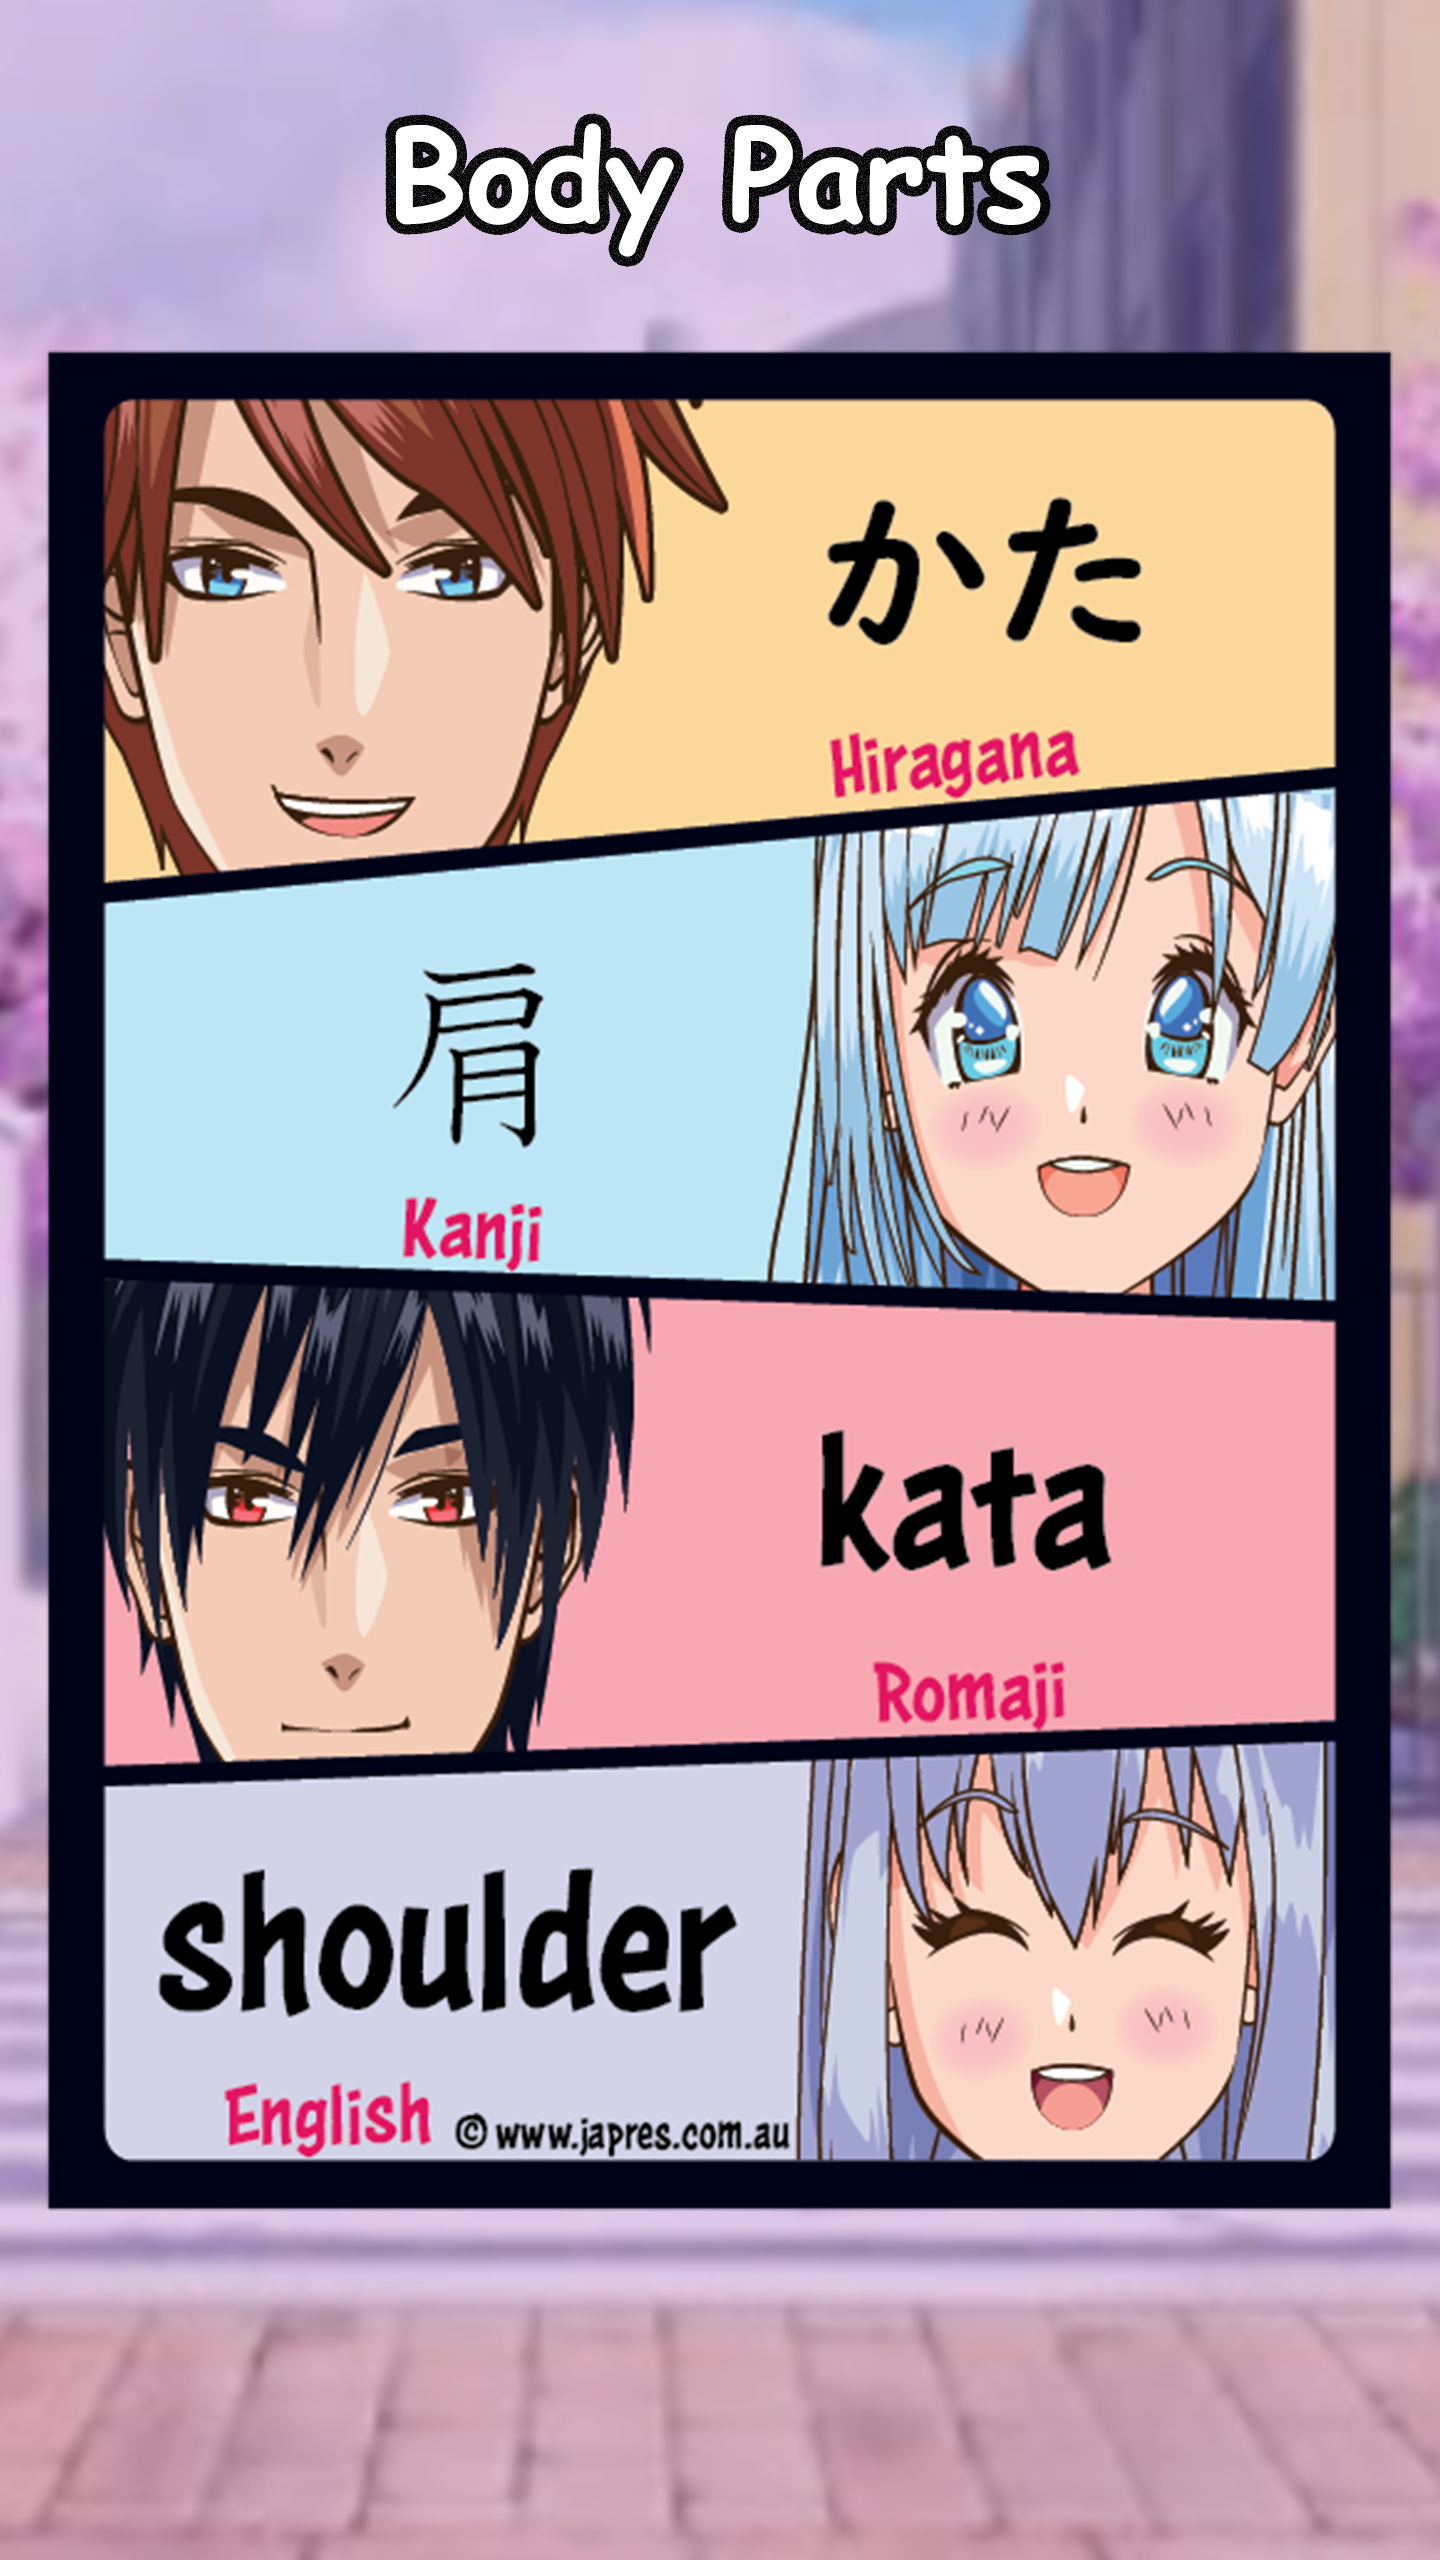 Body Parts
かた
Hiragana
肩
Kanji
kata
Romaji
shoulder
English
© www.japres.com.au